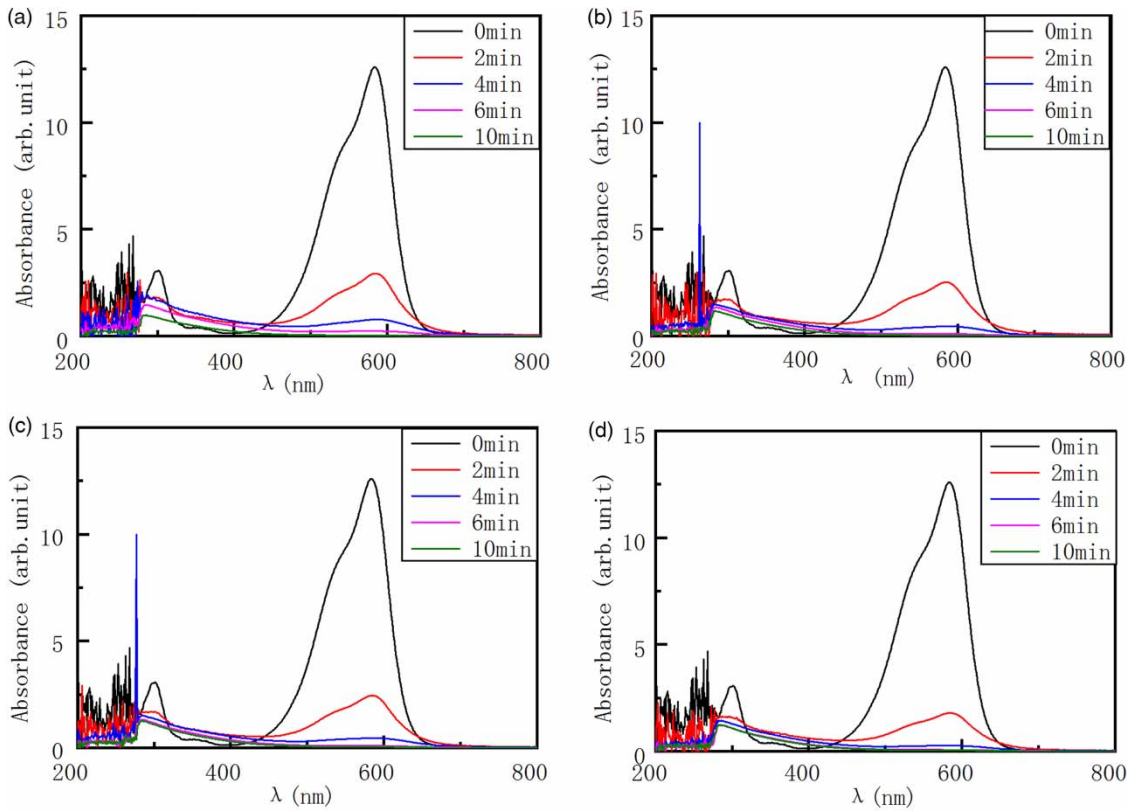 (a)
15
10
5
0
Absorbance (arb.unit)
200
400
600
800
λ (nm)
0min
2min
4min
6min
10min
(b)
15
10
5
0
Absorbance (arb.unit)
200
400
600
800
λ (nm)
0min
2min
4min
6min
10min
(c)
15
10
5
0
Absorbance (arb.unit)
200
400
600
800
λ (nm)
0min
2min
4min
6min
10min
(d)
15
10
5
0
Absorbance (arb.unit)
200
400
600
800
λ (nm)
0min
2min
4min
6min
10min